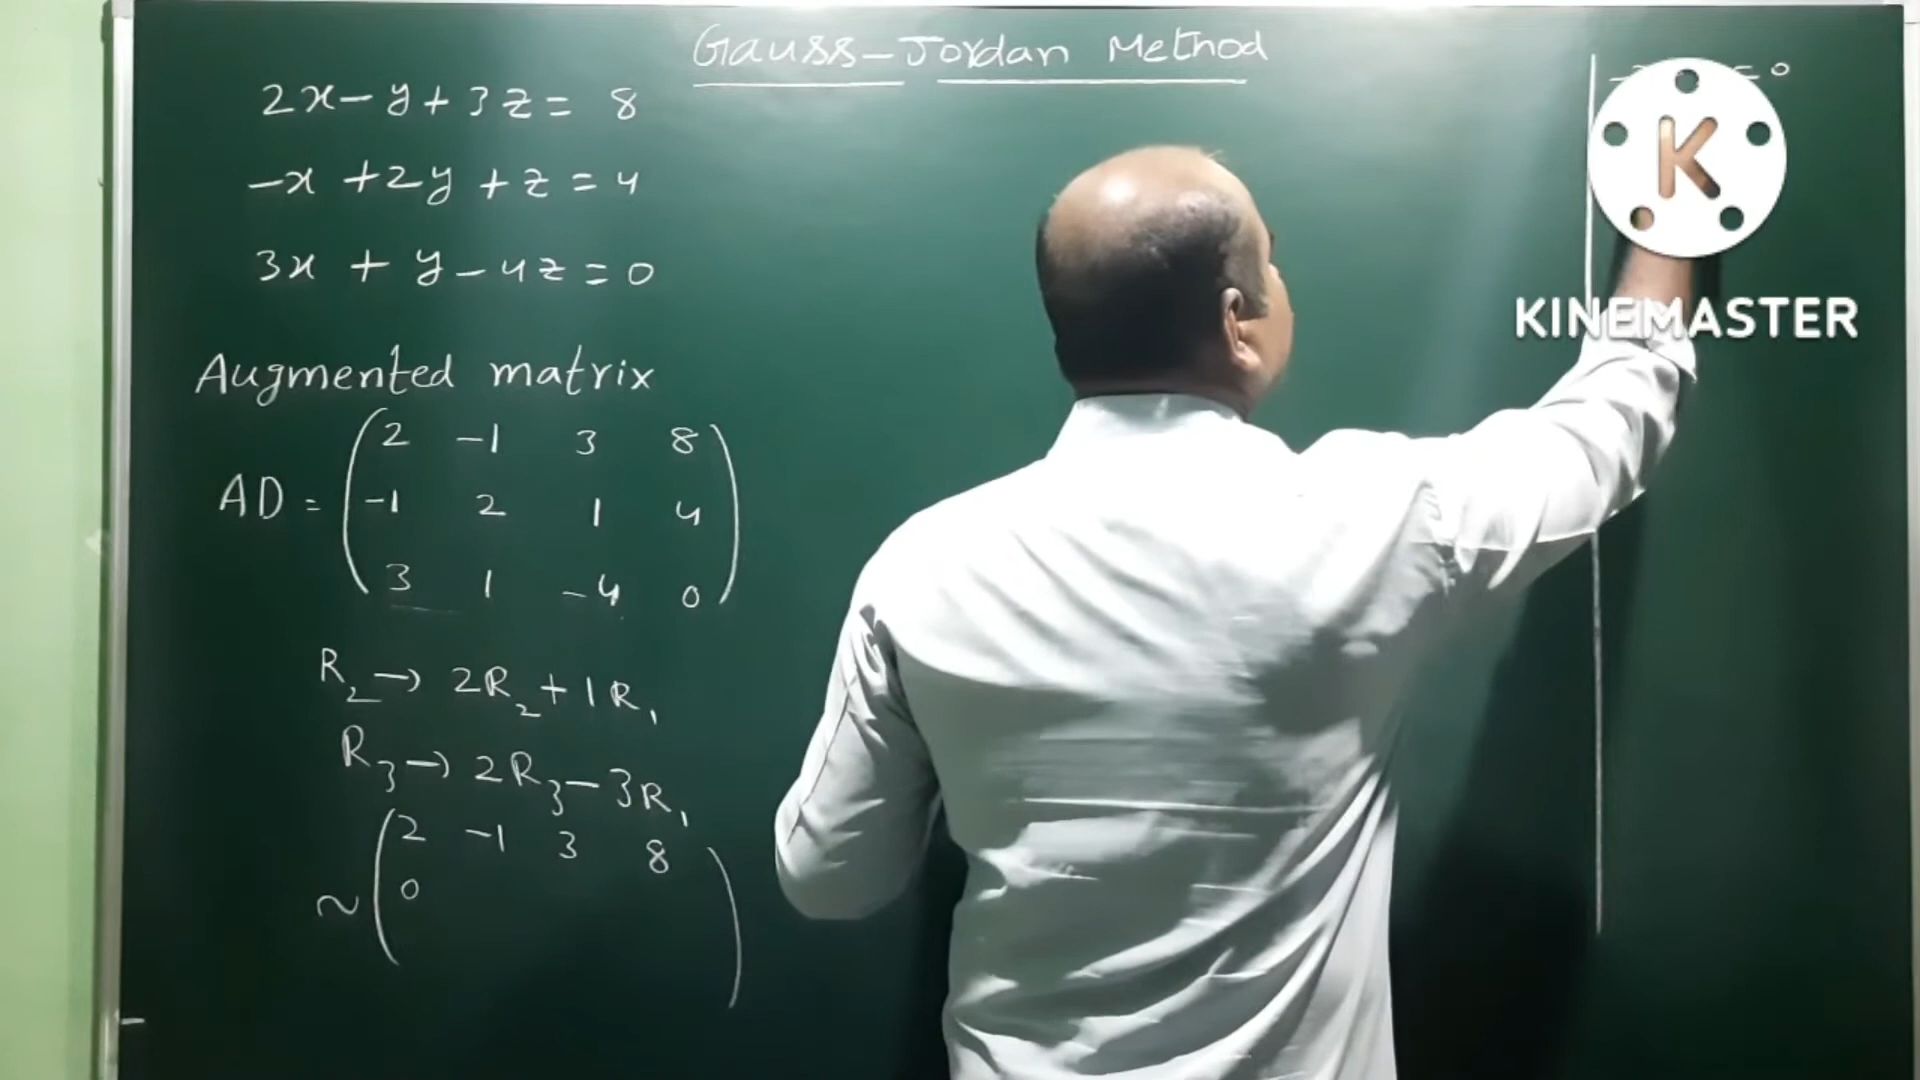 Gauss-Jordan Method
2x - y + 3z = 8
-x + 2y + z = 4
3x + y - 4z = 0
Augmented matrix
2 -1 3 8
AD = -1 2 1 4
3 1 -4 0
R₂ → 2R₂ + 1R₁
R₃ → 2R₃ - 3R₁
2 -1 3 8
~ 0
= 0
K
KINEMASTER